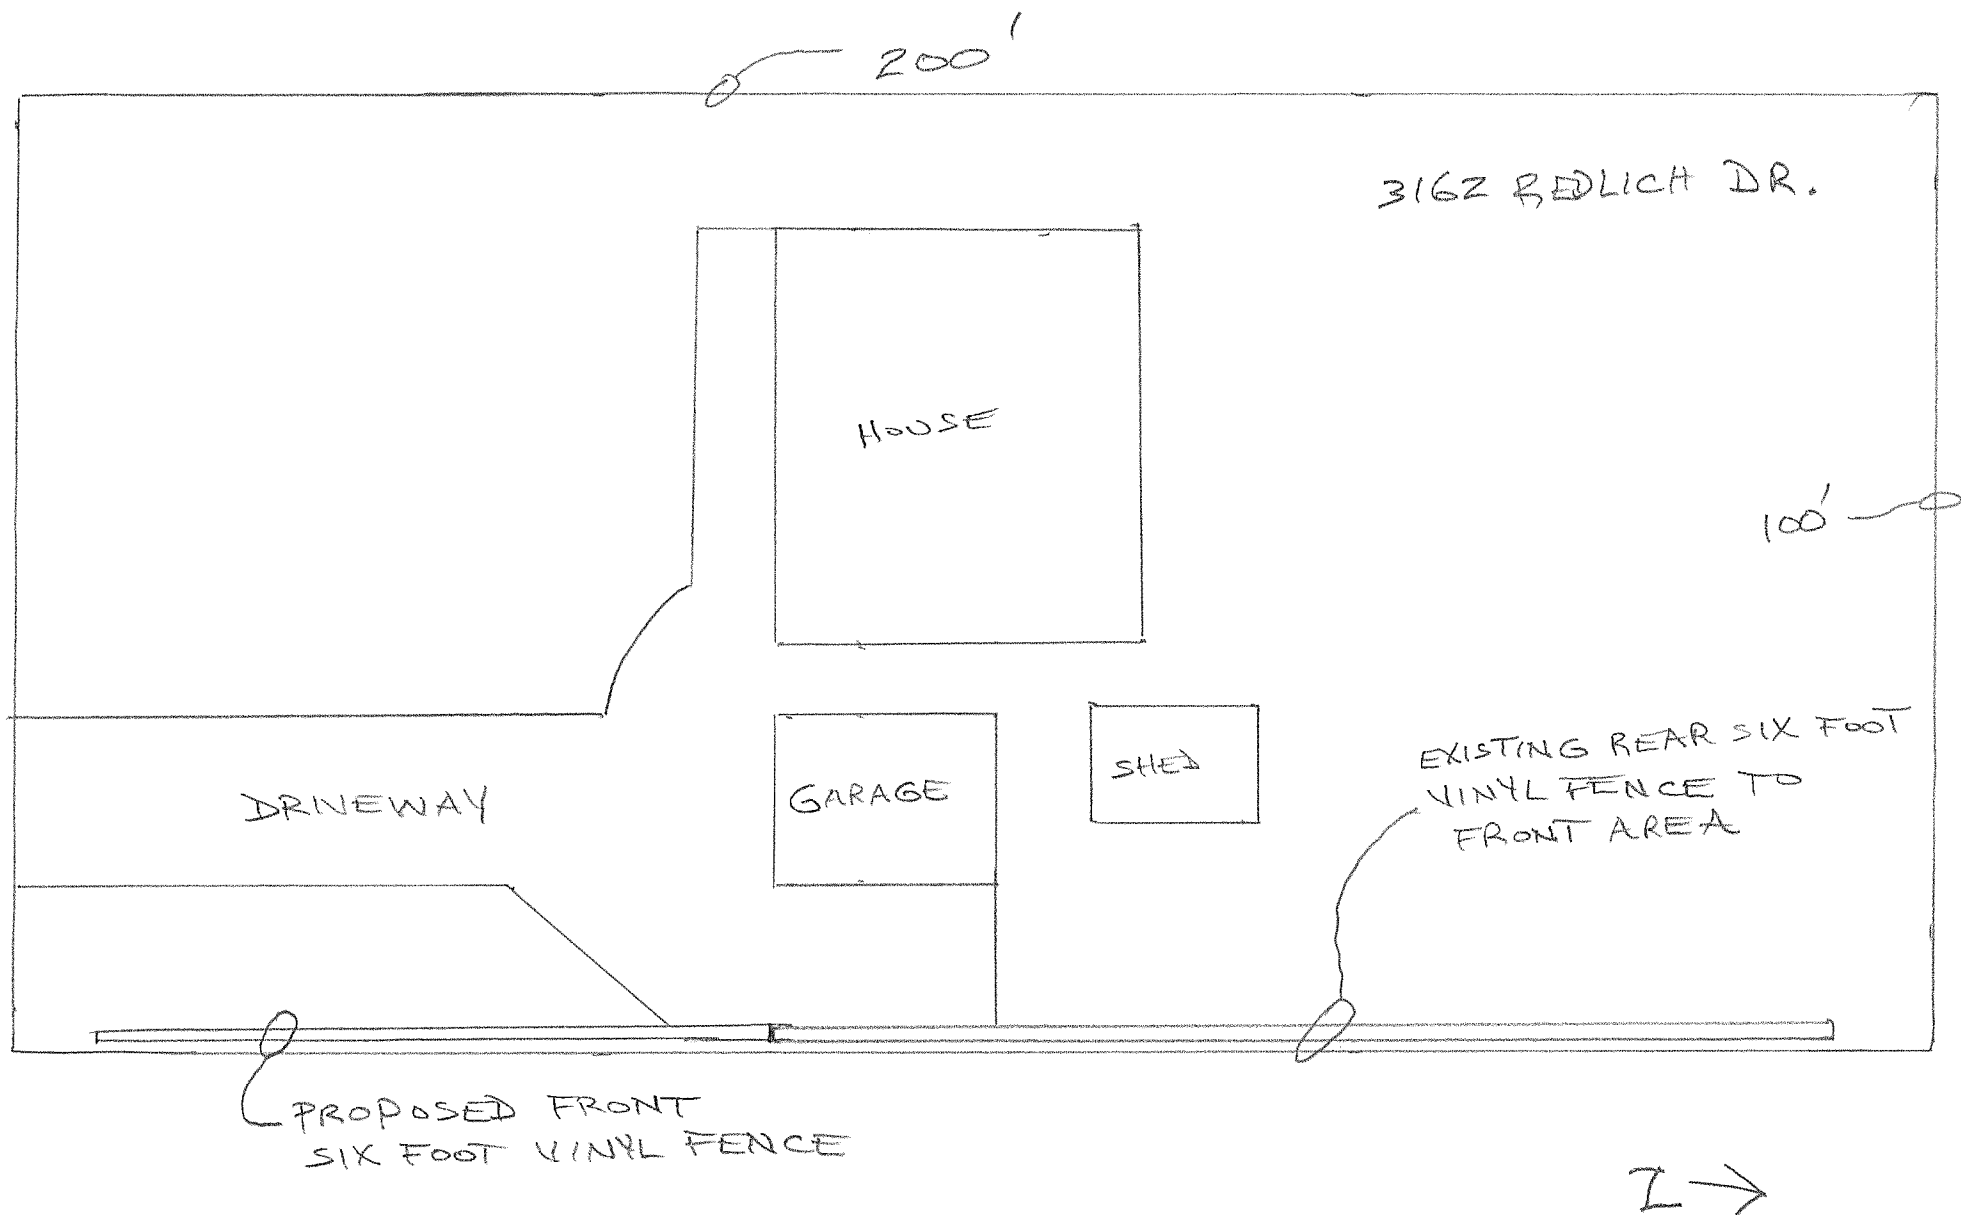 200'
3162 REDLICH DR.
HOUSE
100'
EXISTING REAR SIX FOOT
VINYL FENCE TO
FRONT AREA
SHED
GARAGE
DRIVEWAY
PROPOSED FRONT
SIX FOOT VINYL FENCE
N